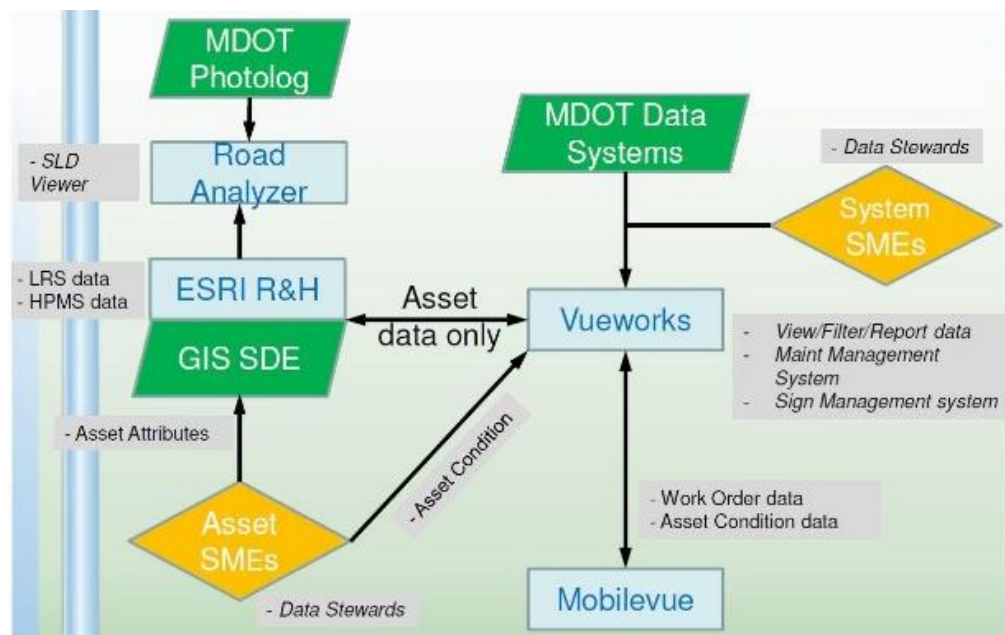 MDOT
Photolog
- SLD
Viewer
Road
Analyzer
MDOT Data
Systems
- Data Stewards
System
SMEs
- LRS data
- HPMS data
ESRI R&H
GIS SDE
Asset
data only
Vueworks
- View/Filter/Report data
- Maint Management
System
- Sign Management system
- Asset Attributes
- Asset Condition
Asset
SMEs
- Data Stewards
- Work Order data
- Asset Condition data
Mobilevue